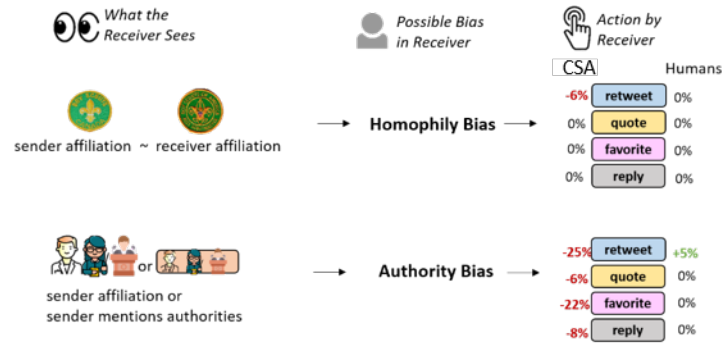 What the
Receiver Sees
Possible Bias
in Receiver
Action by
Receiver
CSA
Humans
-6% retweet 0%
0% quote 0%
0% favorite 0%
0% reply 0%
sender affiliation ~ receiver affiliation
Homophily Bias
or
sender affiliation or
sender mentions authorities
Authority Bias
-25% retweet +5%
-6% quote 0%
-22% favorite 0%
-8% reply 0%